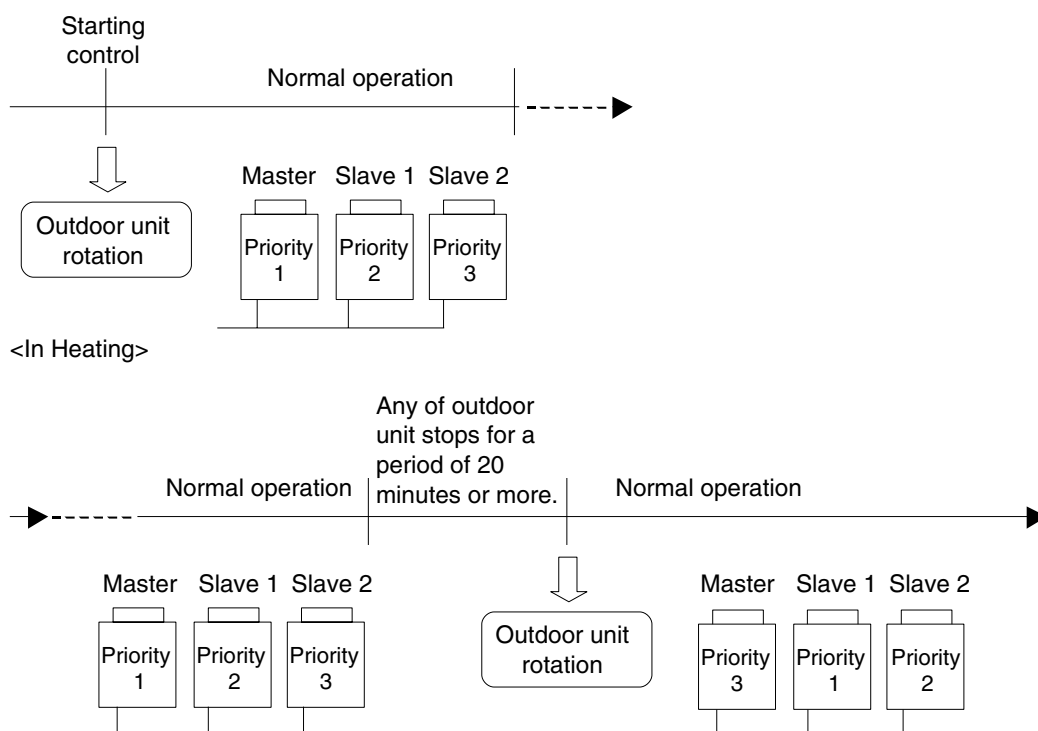 Starting
control
Normal operation
Outdoor unit
rotation
Master Slave 1 Slave 2
Priority
1
Priority
2
Priority
3
<In Heating>
Any of outdoor
unit stops for a
period of 20
minutes or more.
Normal operation
Normal operation
Master Slave 1 Slave 2
Priority
1
Priority
2
Priority
3
Outdoor unit
rotation
Master Slave 1 Slave 2
Priority
3
Priority
1
Priority
2